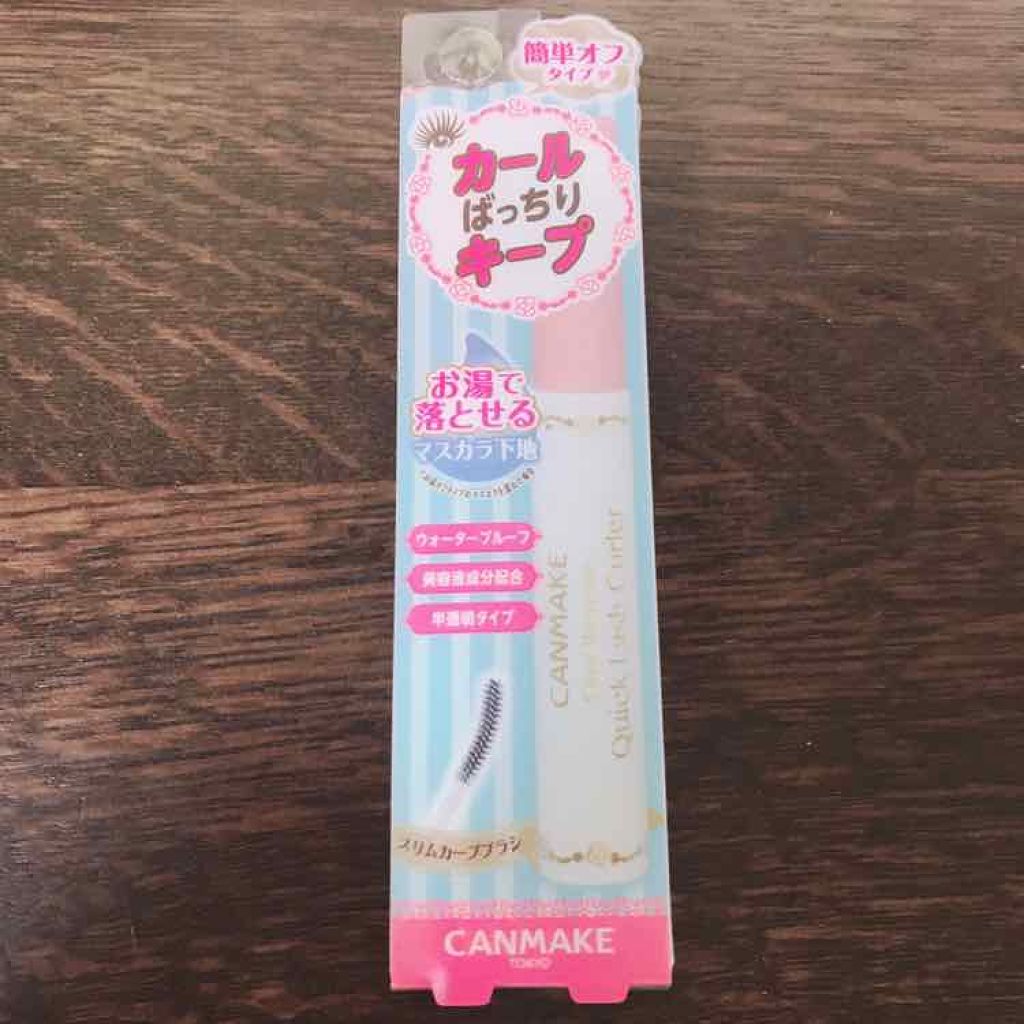 簡単オフ
タイプ
カール
ばっちり
キープ
お湯で
落とせる
マスカラ下地
ウォータープルーフ
美容液成分配合
半透明タイプ
CANMAKE
Quick Lash Curler
スリムカーブブラシ
CANMAKE
TOKYO